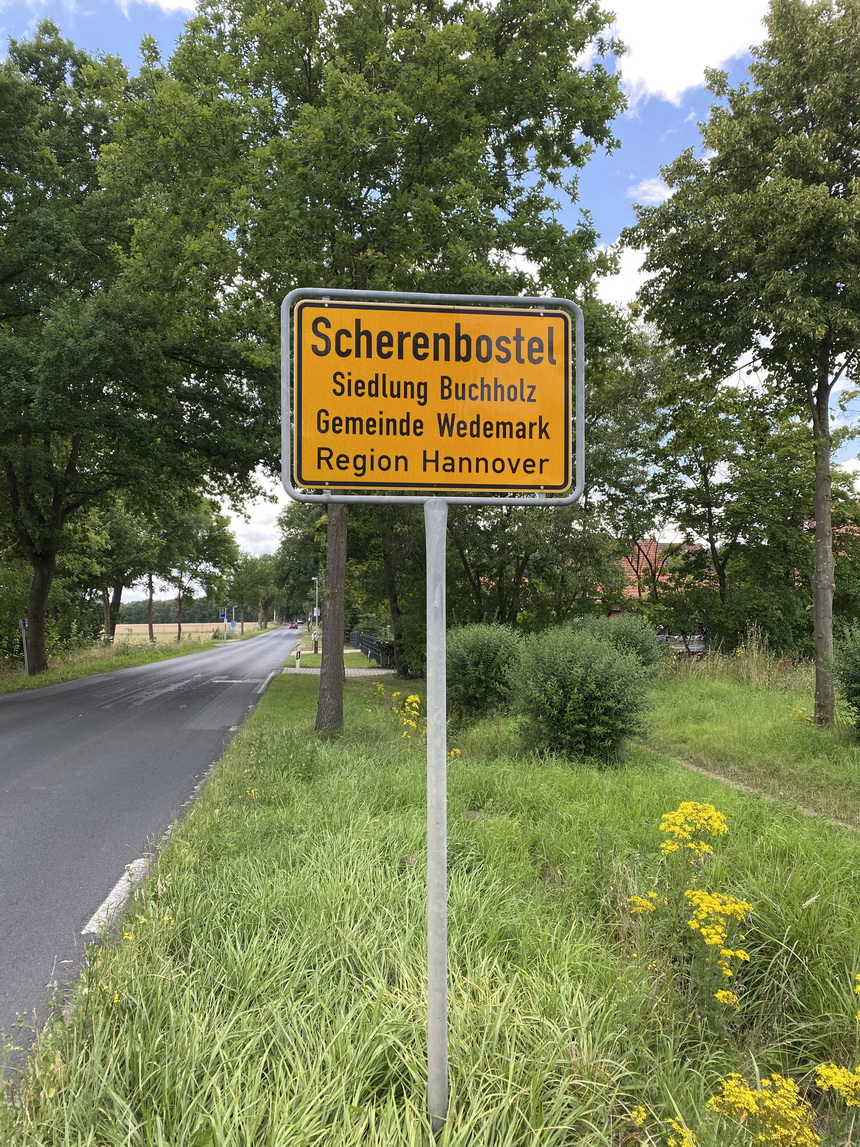 Scherenbostel
Siedlung Buchholz
Gemeinde Wedemark
Region Hannover